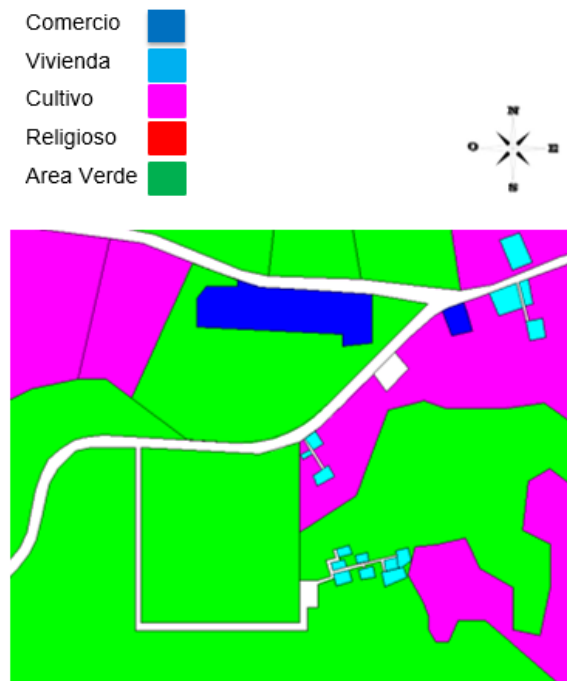 Comercio
Vivienda
Cultivo
Religioso
Area Verde
N
O E
S